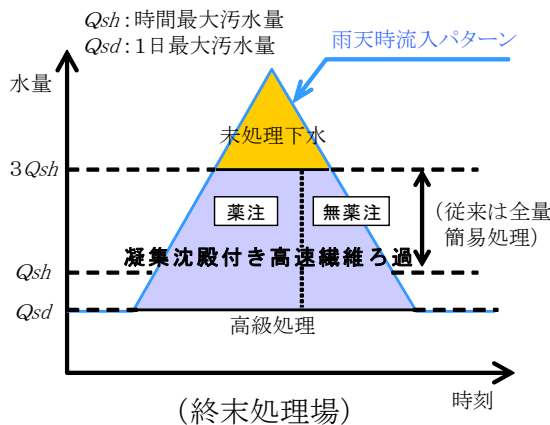 Qsh：時間最大汚水量
Qsd：1日最大汚水量
雨天時流入パターン
水量
未処理下水
3Qsh
薬注
無薬注
(従来は全量
簡易処理)
凝集沈殿付き高速繊維ろ過
Qsh
Qsd
高級処理
時刻
(終末処理場)